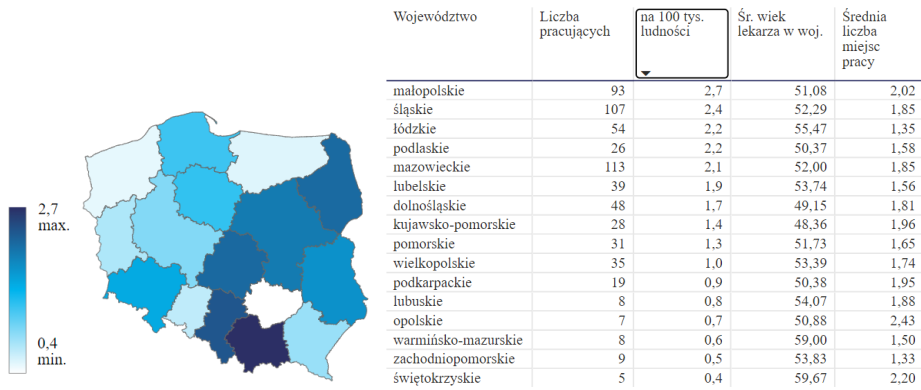 Województwo Liczba pracujących na 100 tys. ludności Śr. wiek lekarza w woj. Średnia liczba miejsc pracy
małopolskie 93 2,7 51,08 2,02
śląskie 107 2,4 52,29 1,85
łódzkie 54 2,2 55,47 1,35
podlaskie 26 2,2 50,37 1,58
mazowieckie 113 2,1 52,00 1,85
lubelskie 39 1,9 53,74 1,56
dolnośląskie 48 1,7 49,15 1,81
kujawsko-pomorskie 28 1,4 48,36 1,96
pomorskie 31 1,3 51,73 1,65
wielkopolskie 35 1,0 53,39 1,74
podkarpackie 19 0,9 50,38 1,95
lubuskie 8 0,8 54,07 1,88
opolskie 7 0,7 50,88 2,43
warmińsko-mazurskie 8 0,6 59,00 1,50
zachodniopomorskie 9 0,5 53,83 1,33
świętokrzyskie 5 0,4 59,67 2,20
2,7
max.
0,4
min.